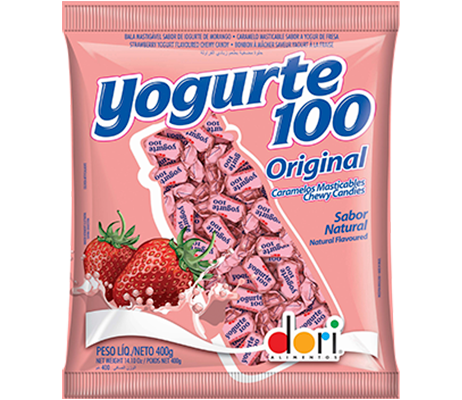 BALA MASTIGÁVEL SABOR DE IOGURTE DE MORANGO • CARAMELO MASTICABLE SABOR A YOGUR DE FRESA
STRAWBERRY YOGURT FLAVOURED CHEWY CANDY • BONBON À MÂCHER SAVEUR YAOURT À LA FRAISE
yogurte
100
Original
Caramelos Masticables
Chewy Candies
Sabor
Natural
Natural Flavoured
dori
ALIMENTOS
PESO LÍQ./NETO 400g
NET WEIGHT 14.10 Oz / POIDS NET 400g